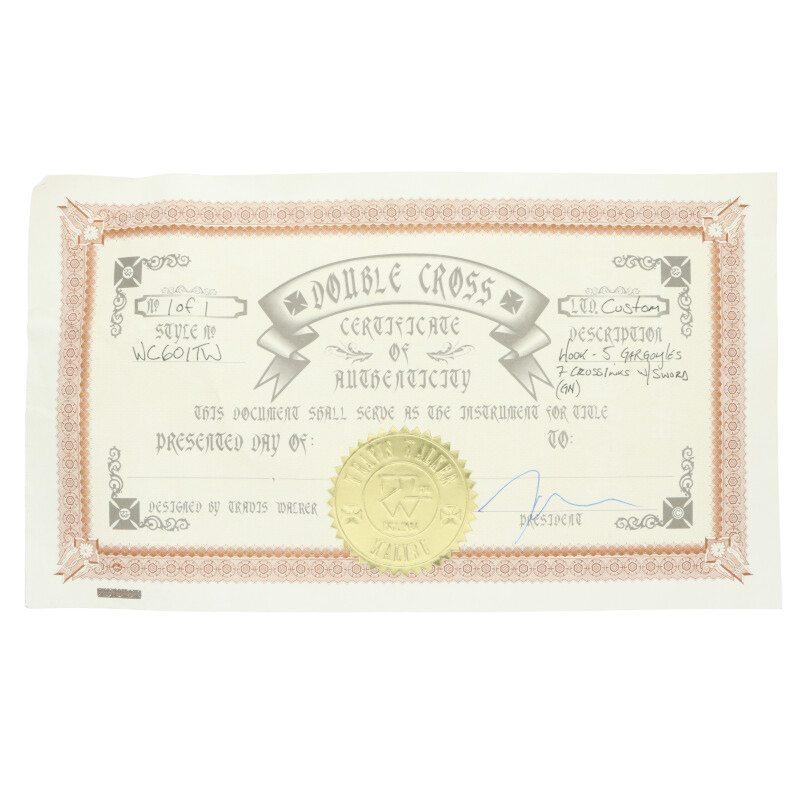 DOUBLE CROSS
CERTIFICATE
OF
AUTHENTICITY
Nº 1 of 1
STYLE Nº
WC601TW
LTD. Custom
DESCRIPTION
HOOK - 5 GARGOYLES
7 CROSSLINKS W/ SWORD
THIS DOCUMENT SHALL SERVE AS THE INSTRUMENT FOR TITLE
PRESENTED DAY OF:
TO:
DESIGNED BY TRAVIS WALKER
PRESIDENT
TRAVIS WALKER
W